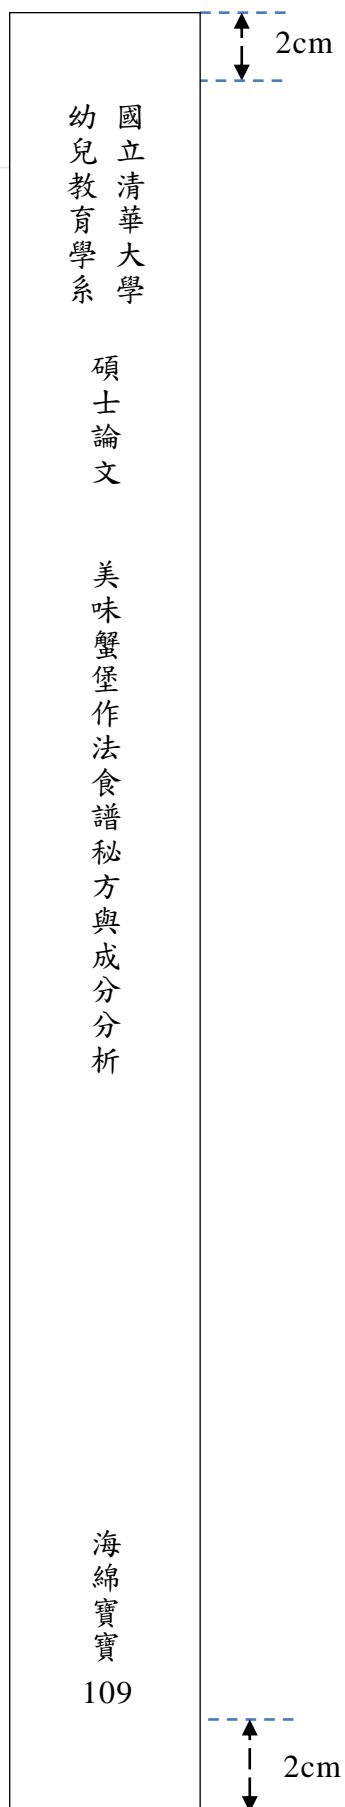 2cm
國立清華大學
幼兒教育學系
碩士論文
美味蟹堡作法食譜秘方與成分分析
海綿寶寶
109
2cm